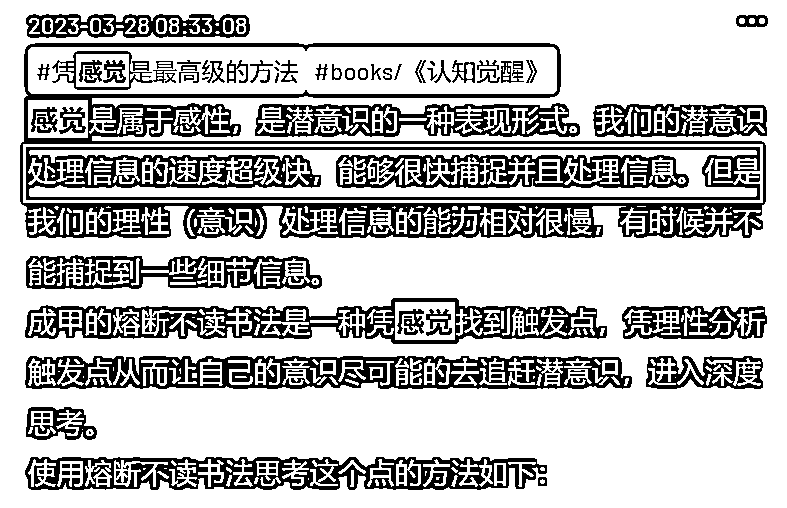 2023-03-28 08:33:08
#凭感觉是最高级的方法 #books/《认知觉醒》
感觉是属于感性，是潜意识的一种表现形式。我们的潜意识
处理信息的速度超级快，能够很快捕捉并且处理信息。但是
我们的理性（意识）处理信息的能力相对很慢，有时候并不
能捕捉到一些细节信息。
成甲的熔断不读书法是一种凭感觉找到触发点，凭理性分析
触发点从而让自己的意识尽可能的去追赶潜意识，进入深度
思考。
使用熔断不读书法思考这个点的方法如下：